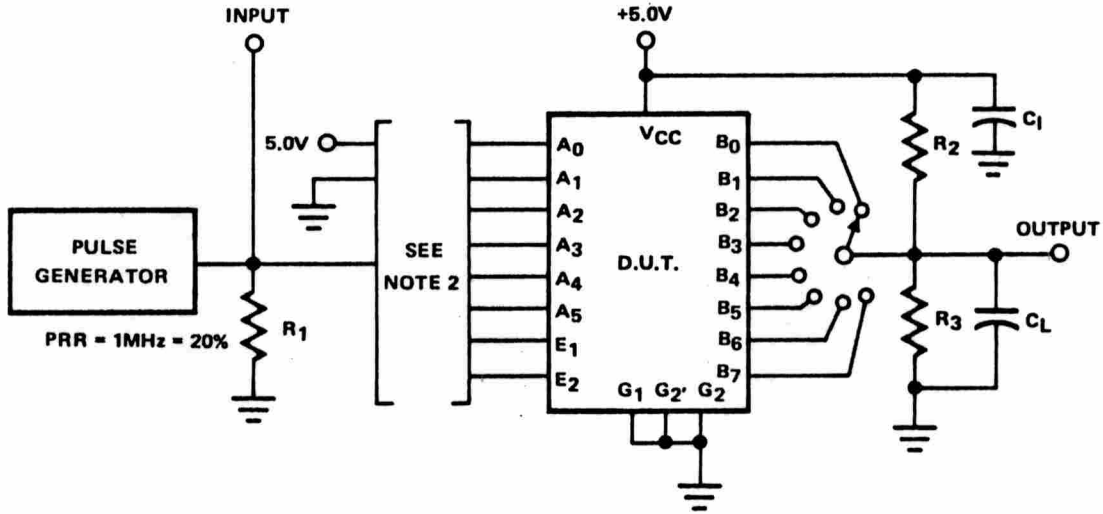 INPUT
+5.0V
5.0V
VCC
A0
A1
A2
A3
A4
A5
E1
E2
B0
B1
B2
B3
B4
B5
B6
B7
D.U.T.
G1 G2' G2
SEE
NOTE 2
PULSE
GENERATOR
PRR = 1MHz = 20%
R1
R2
CI
OUTPUT
R3
CL